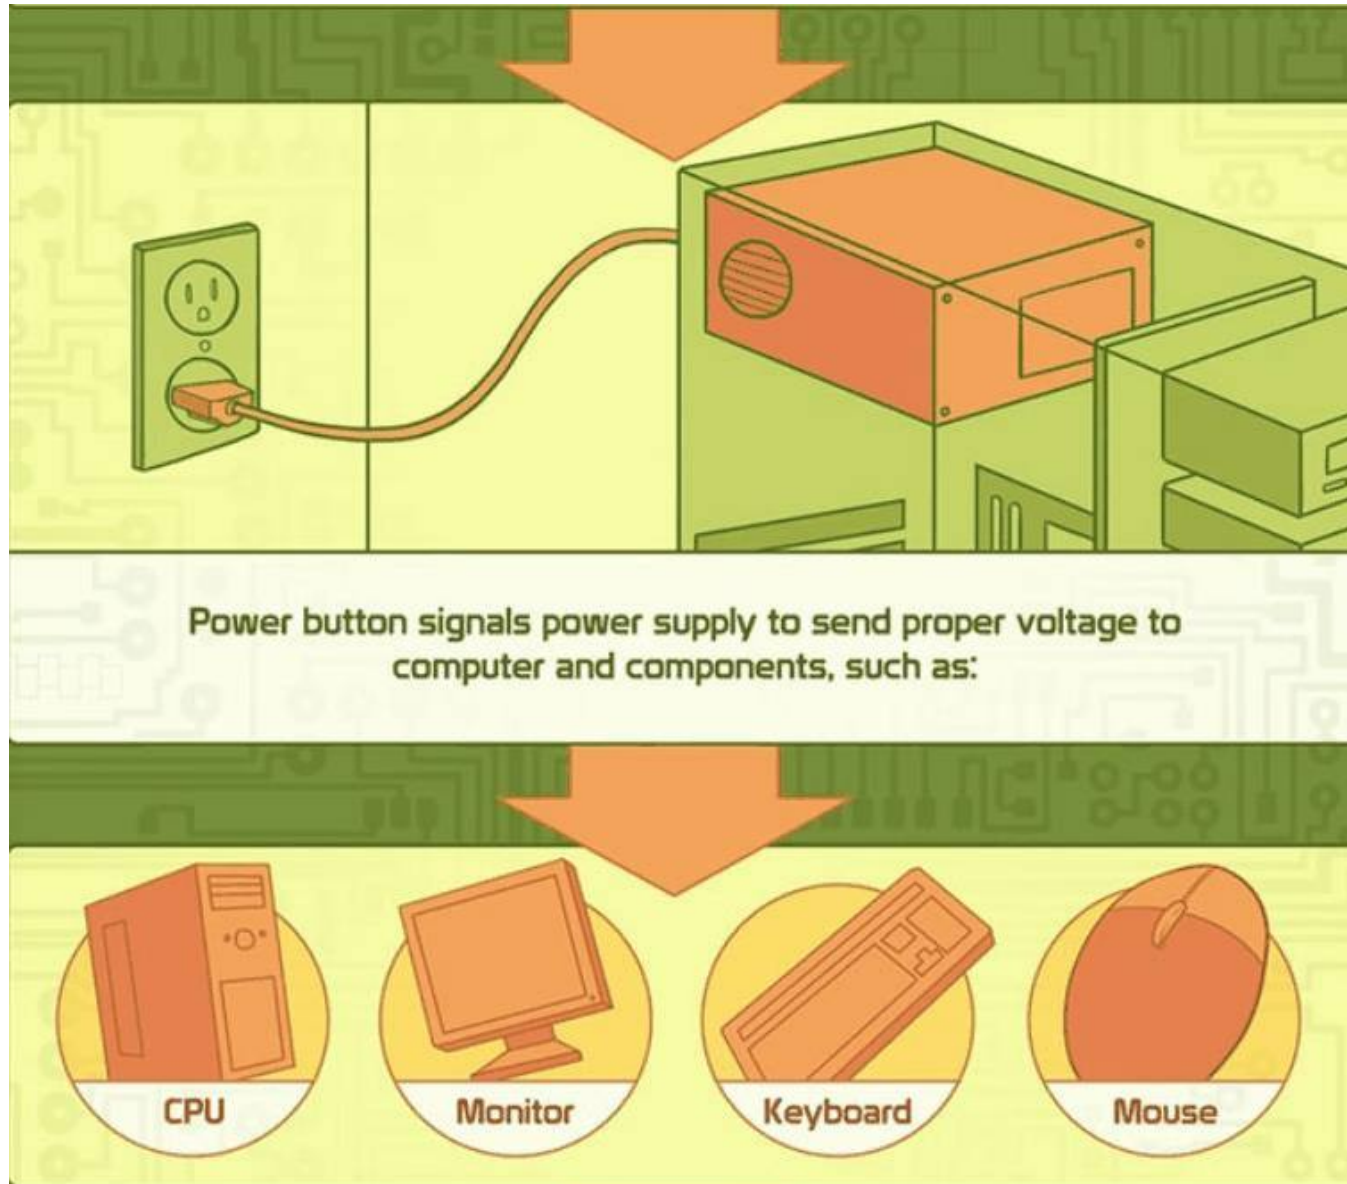 Power button signals power supply to send proper voltage to
computer and components, such as:
CPU
Monitor
Keyboard
Mouse